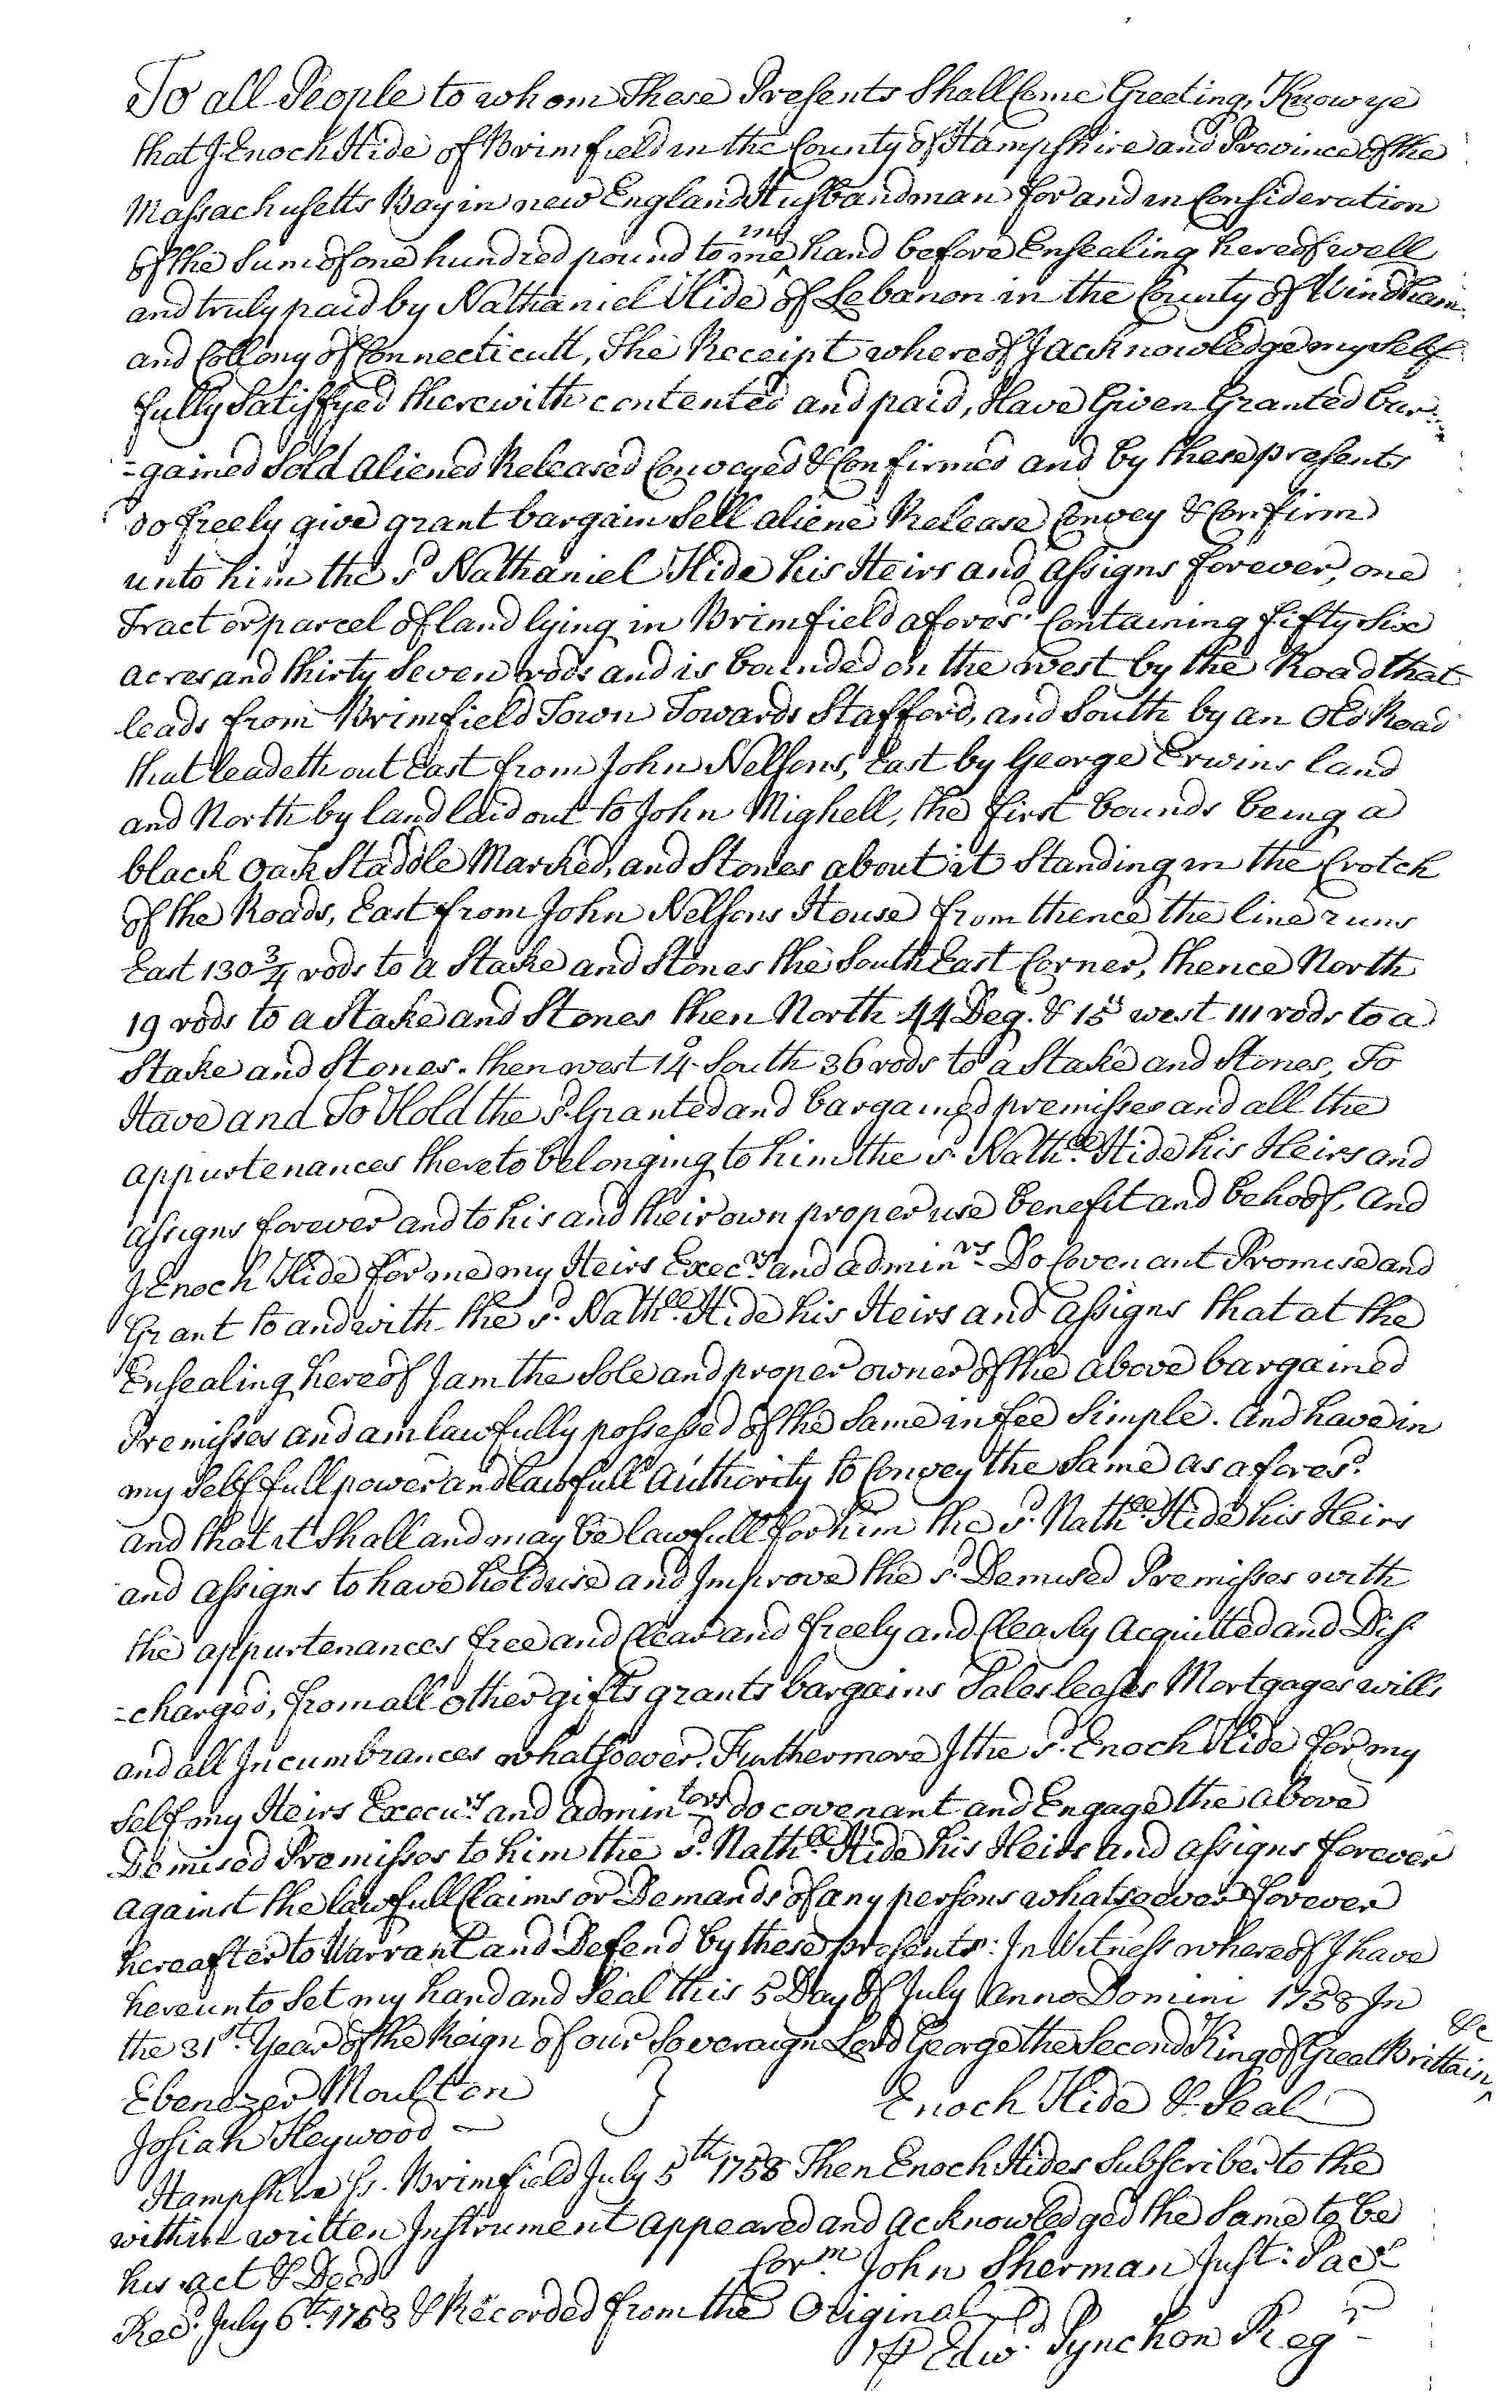 To all People to whom These Presents Shall Come Greeting, Know ye
that I Enoch Hide of Brimfield in the County of Hampshire and Province of the
Massachusetts Bay in new England Husbandman for and in Consideration
of the Sum of one hundred pound to me in hand before Ensealing hereof well
and truly paid by Nathaniel Hide of Lebanon in the County of Windham
and Collony of Connecticutt, The Receipt whereof I acknowledge my Self
fully Satisfyed therewith contented and paid, Have Given Granted bar-
-gained Sold aliened Released Conveyed & Confirmed and by these presents
do freely give grant bargain Sell aliene Release Convey & Confirm
unto him the sd Nathaniel Hide his Heirs and assigns forever, one
Tract or parcel of land lying in Brimfield aforesd. Containing fifty Six
acres and thirty Seven rods and is bounded on the west by the Road that
leads from Brimfield Town Towards Stafford, and South by an Old Road
that leadeth out East from John Nelsons, East by George Erwins land
and North by land laid out to John Mighell, the first bounds being a
black Oak Staddle Marked, and Stones about it Standing in the Crotch
of the Roads, East from John Nelsons House from thence the line runs
East 130 3/4 rods to a Stake and Stones the South East Corner, thence North
19 rods to a Stake and Stones then North 44 Deg. & 15' west 111 rods to a
Stake and Stones. then west 14° South 36 rods to a Stake and Stones, To
Have and To Hold the sd. Granted and bargained premisses and all the
appurtenances thereto belonging to him the sd. Nathll. Hide his Heirs and
assigns forever and to his and their own proper use benefit and behoof, And
I Enoch Hide for me my Heirs Execrs. and adminrs. Do Covenant Promise and
Grant to and with the sd. Nathll. Hide his Heirs and assigns that at the
Ensealing hereof I am the Sole and proper owner of the above bargained
Premisses and am lawfully possessed of the Same in fee Simple. And have in
my Self full power and lawfull Authority to Convey the Same as aforesd.
and that it Shall and may be lawfull for him the sd. Nathll. Hide his Heirs
and assigns to have hold use and Improve the sd. Demised Premisses with
the appurtenances free and Clear and freely and Clearly Acquitted and Dis-
-charged, from all other gifts grants bargains Sales leases Mortgages wills
and all Incumbrances whatsoever. Furthermore I the sd. Enoch Hide for my
Self my Heirs Execurs. and admintors do covenant and Engage the above
Demised Premisses to him the sd. Nathll. Hide his Heirs and assigns forever
against the lawfull Claims or Demands of any persons whatsoever forever
hereafter to Warrant and Defend by these presents: In Witness whereof I have
hereunto Set my hand and Seal this 5 Day of July Anno Domini 1758 In
the 31st. Year of the Reign of our Soveraign Lord George the Second King of Great Brittain &c
Ebenezer Moulton } Enoch Hide & Seal
Josiah Heywood
Hampshire Ss. Brimfield July 5th 1758 Then Enoch Hides Subscriber to the
within written Instrument appeared and acknowledged the Same to be
his act & Deed Corm. John Sherman Just: Pacs
Recd. July 6th. 1758 & Recorded from the Original
P Edwd. Pynchon Regr